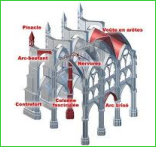 Pinacle
Voûte en arêtes
Arc-boutant
Nervures
Contrefort
Colonne
fasciculée
Arc brisé